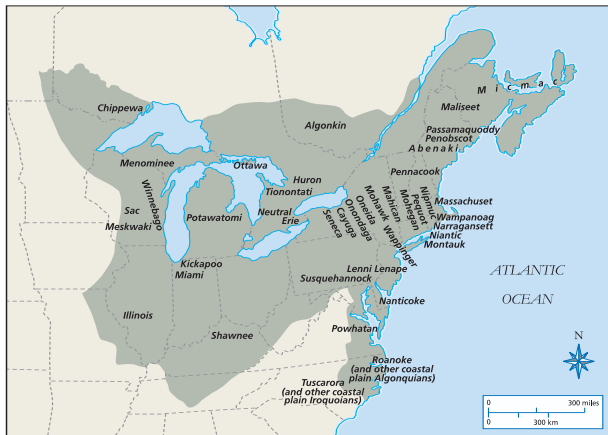 Micmac
Chippewa
Maliseet
Algonkin
Passamaquoddy
Penobscot
Abenaki
Menominee
Ottawa
Pennacook
Huron
Tionontati
Winnebago
Sac
Meskwaki
Potawatomi
Neutral
Erie
Seneca
Cayuga
Onondaga
Oneida
Mohawk
Mahican
Mohegan
Pequot
Nipmuc
Massachuset
Wampanoag
Narragansett
Niantic
Montauk
Wappinger
Kickapoo
Miami
Lenni Lenape
Susquehannock
ATLANTIC
OCEAN
Nanticoke
Illinois
Powhatan
Shawnee
Roanoke
(and other coastal
plain Algonquians)
Tuscarora
(and other coastal
plain Iroquoians)
N
0 300 miles
0 300 km